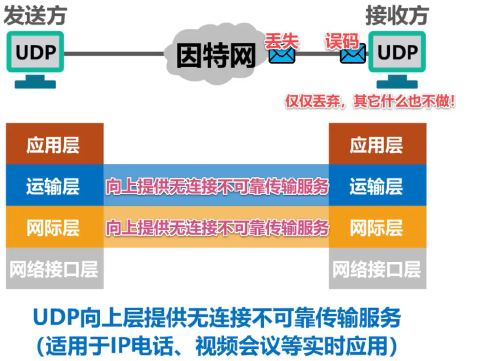 发送方
接收方
UDP
因特网
丢失
误码
UDP
仅仅丢弃，其它什么也不做！
应用层
应用层
运输层
向上提供无连接不可靠传输服务
运输层
网际层
向上提供无连接不可靠传输服务
网际层
网络接口层
网络接口层
UDP向上层提供无连接不可靠传输服务
（适用于IP电话、视频会议等实时应用）